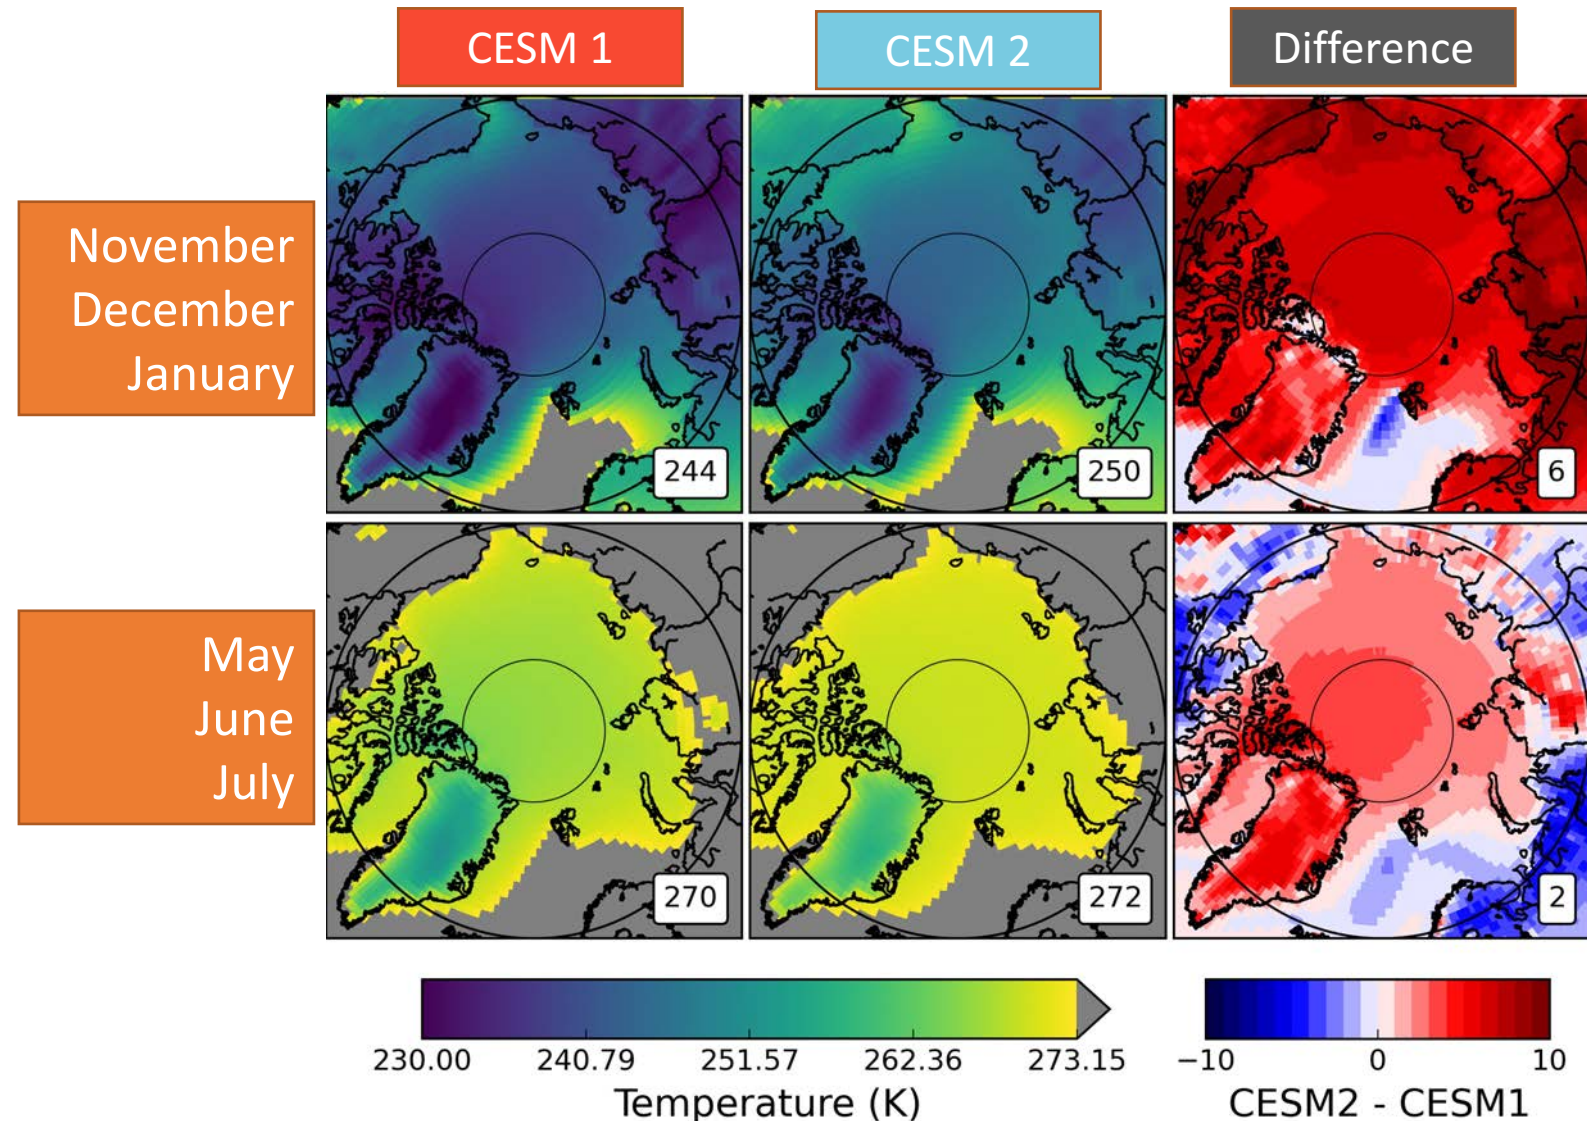 CESM 1
CESM 2
Difference
November
December
January
244
250
6
May
June
July
270
272
2
230.00
240.79
251.57
262.36
273.15
Temperature (K)
−10
0
10
CESM2 - CESM1